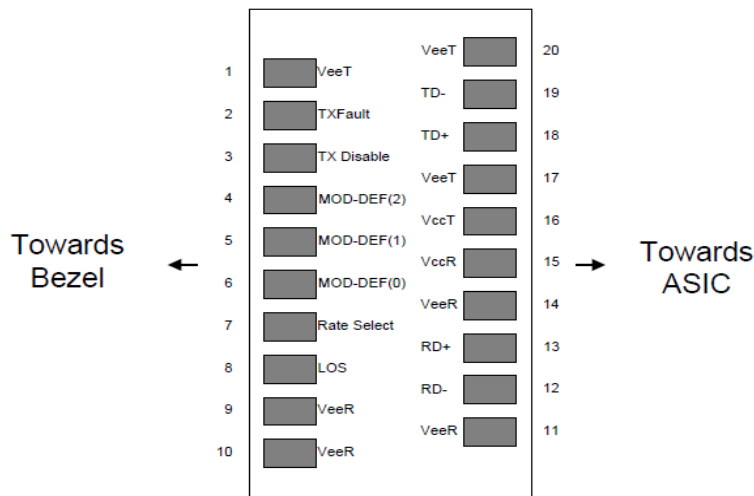 VeeT 20
1 VeeT
TD- 19
2 TXFault
TD+ 18
3 TX Disable
VeeT 17
4 MOD-DEF(2)
VccT 16
5 MOD-DEF(1)
Towards
Bezel
VccR 15
Towards
ASIC
6 MOD-DEF(0)
VeeR 14
7 Rate Select
RD+ 13
8 LOS
RD- 12
9 VeeR
VeeR 11
10 VeeR